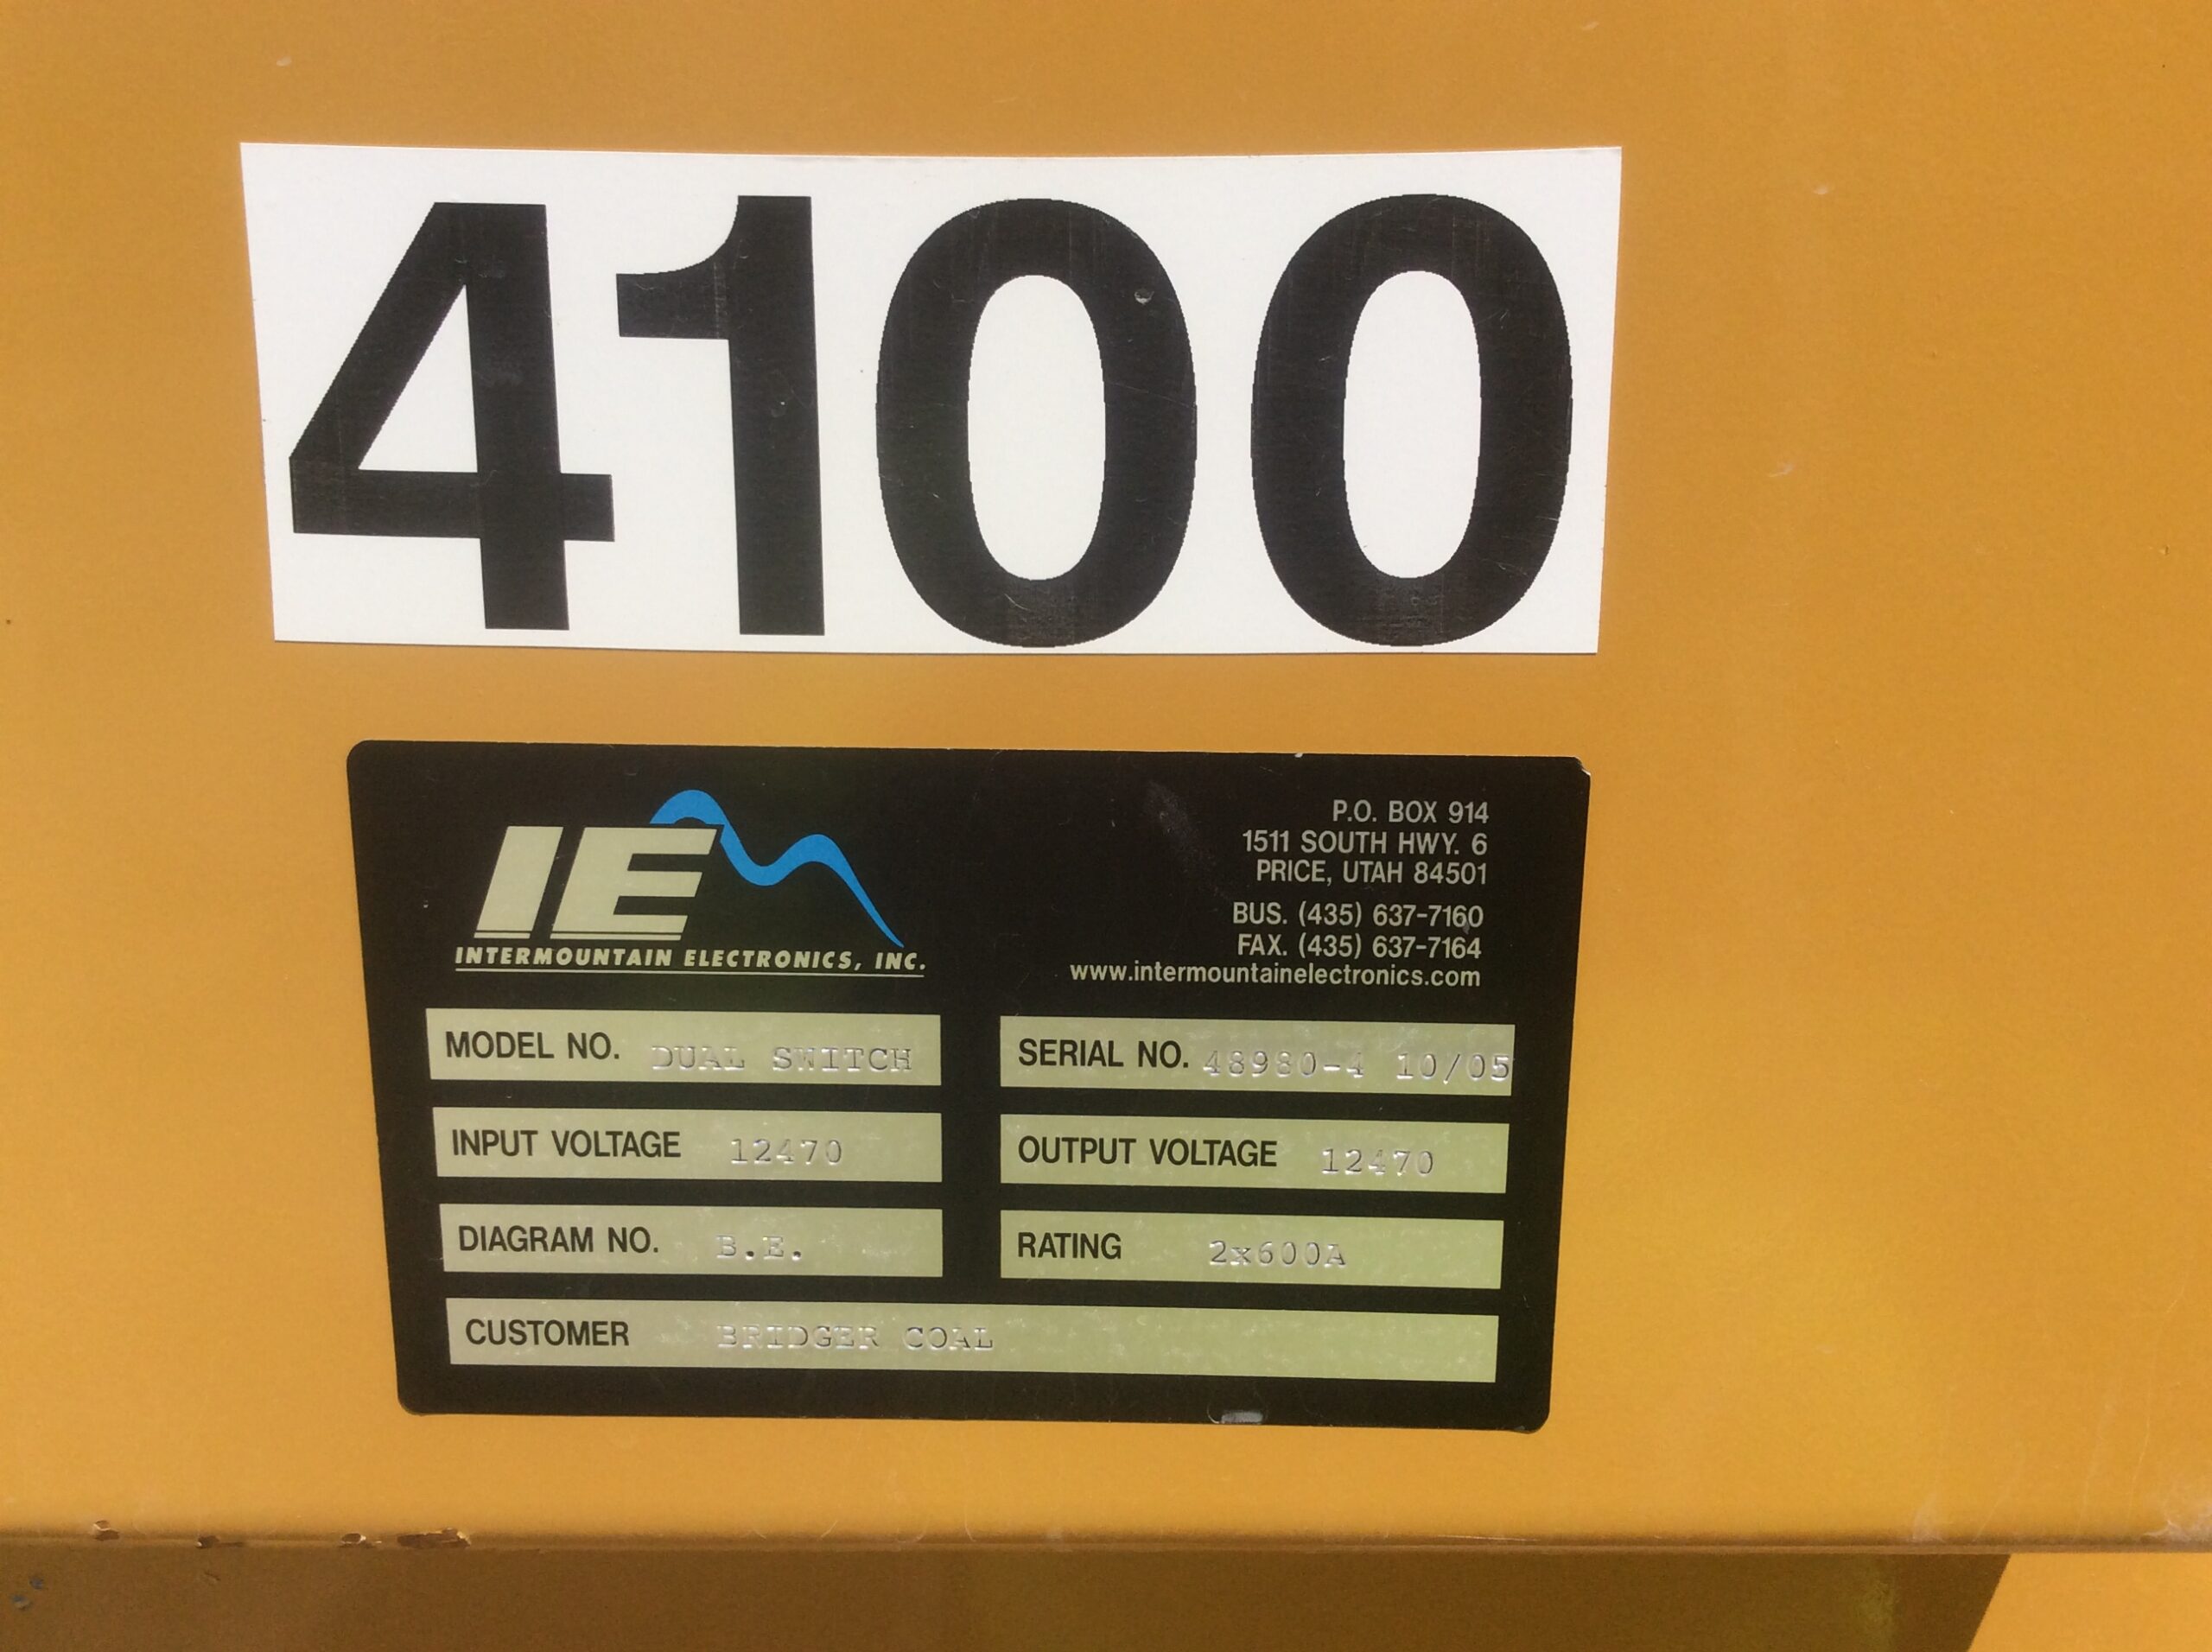 4100
IE
INTERMOUNTAIN ELECTRONICS, INC.
P.O. BOX 914
1511 SOUTH HWY. 6
PRICE, UTAH 84501
BUS. (435) 637-7160
FAX. (435) 637-7164
www.intermountainelectronics.com
MODEL NO. DUAL SWITCH
SERIAL NO. 48980-4 10/05
INPUT VOLTAGE 12470
OUTPUT VOLTAGE 12470
DIAGRAM NO. B.E.
RATING 2x600A
CUSTOMER BRIDGER COAL